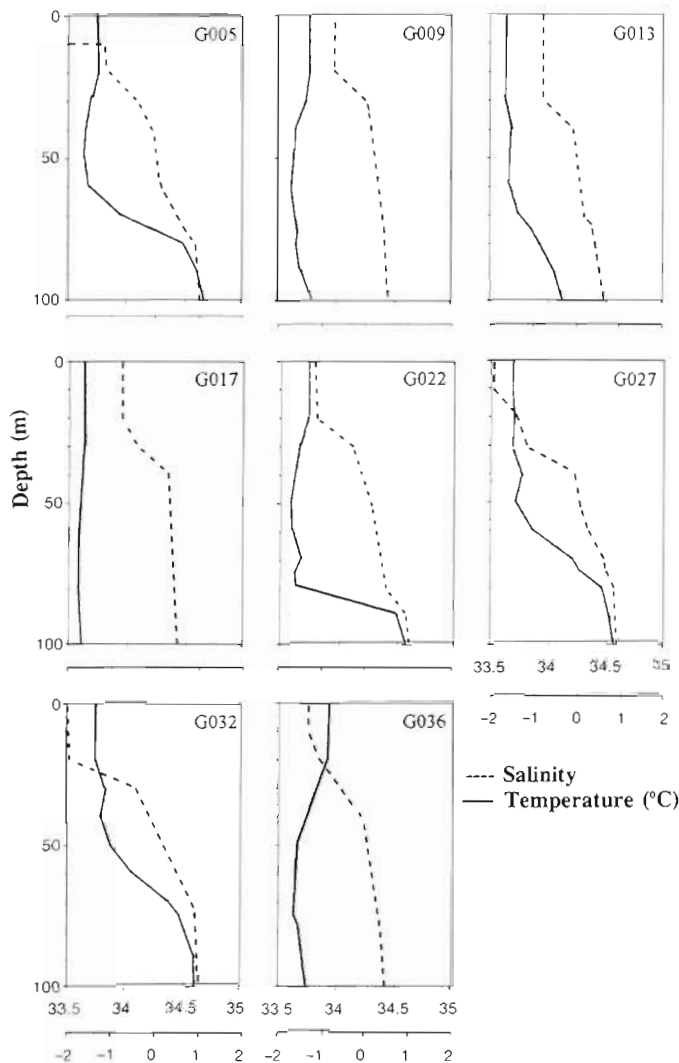 0
G005
G009
G013
50
100
0
G017
G022
G027
Depth (m)
50
100
33.5 34 34.5 35
-2 -1 0 1 2
0
G032
G036
---- Salinity
— Temperature (°C)
50
100
33.5 34 34.5 35
33.5 34 34.5 35
-2 -1 0 1 2
-2 -1 0 1 2